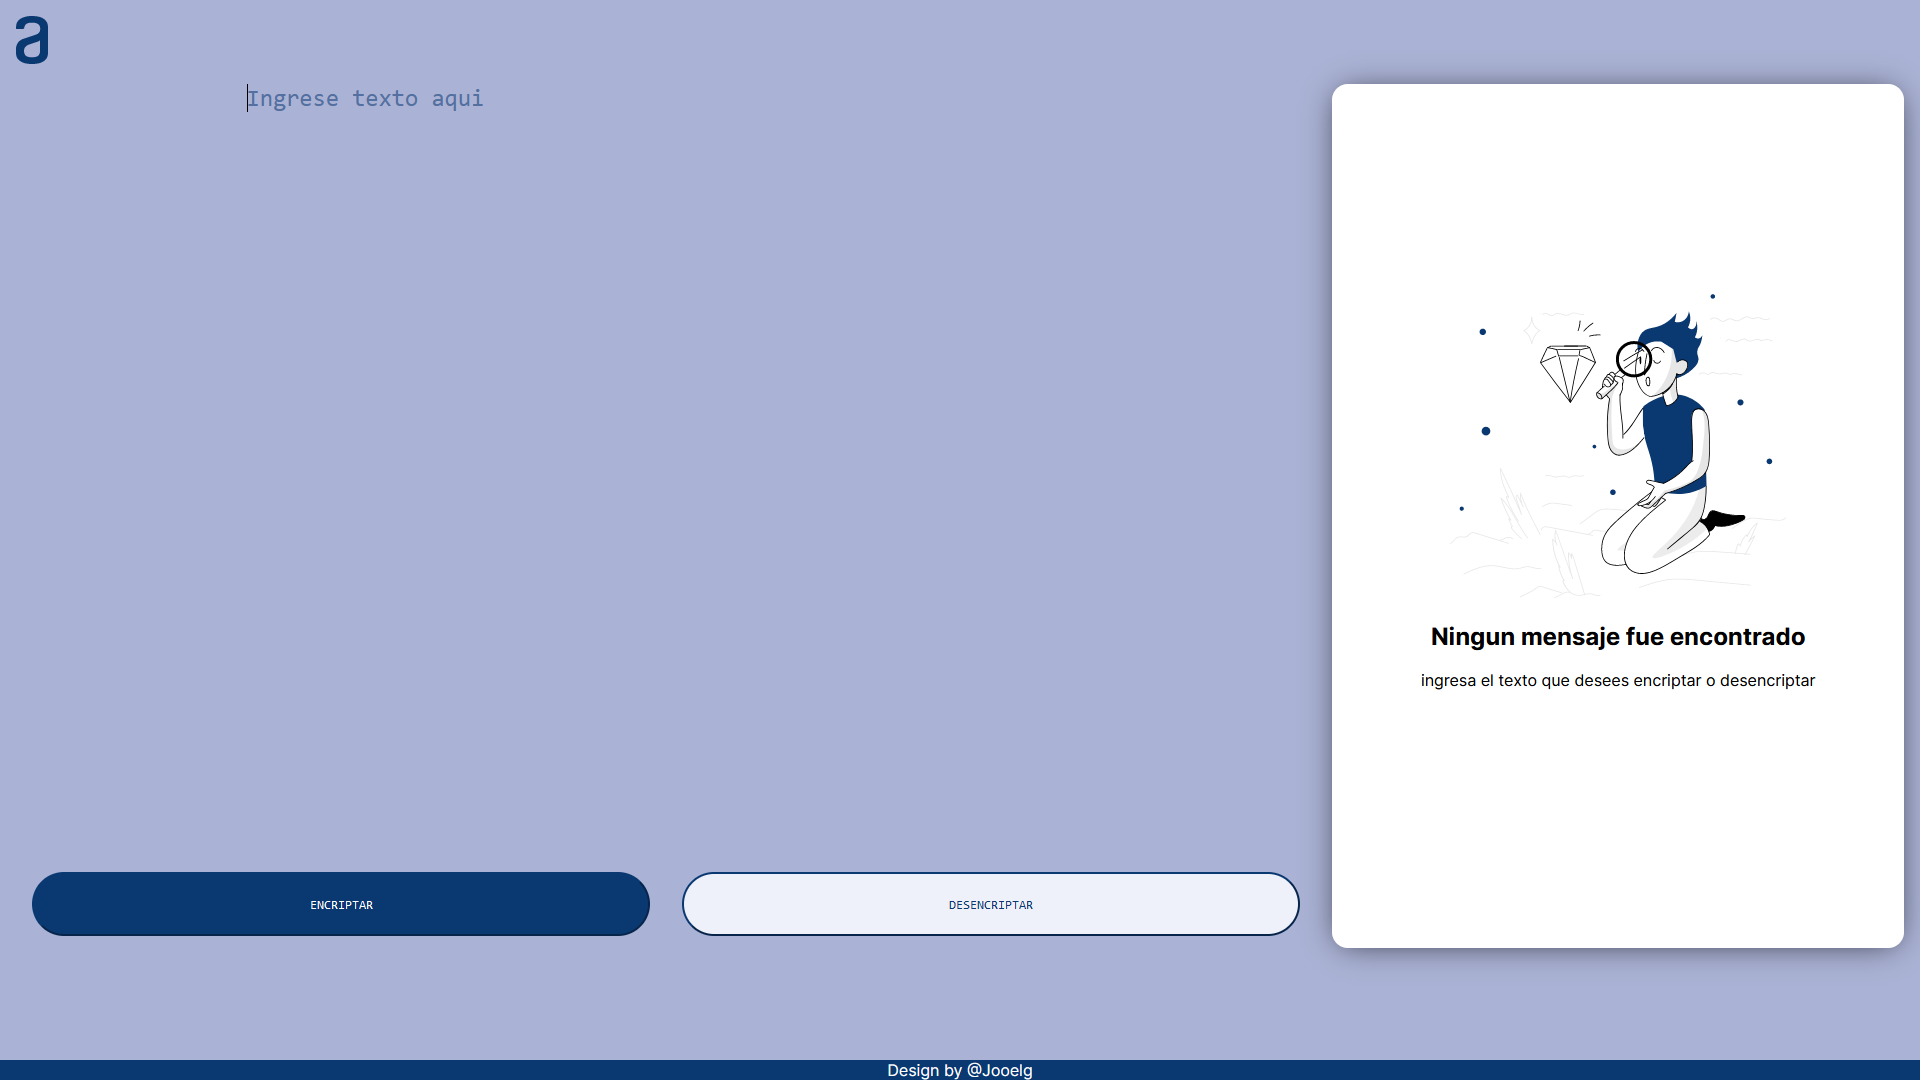 a
Ingrese texto aqui
Ningun mensaje fue encontrado
ingresa el texto que desees encriptar o desencriptar
ENCRIPTAR
DESENCRIPTAR
Design by @Jooelg